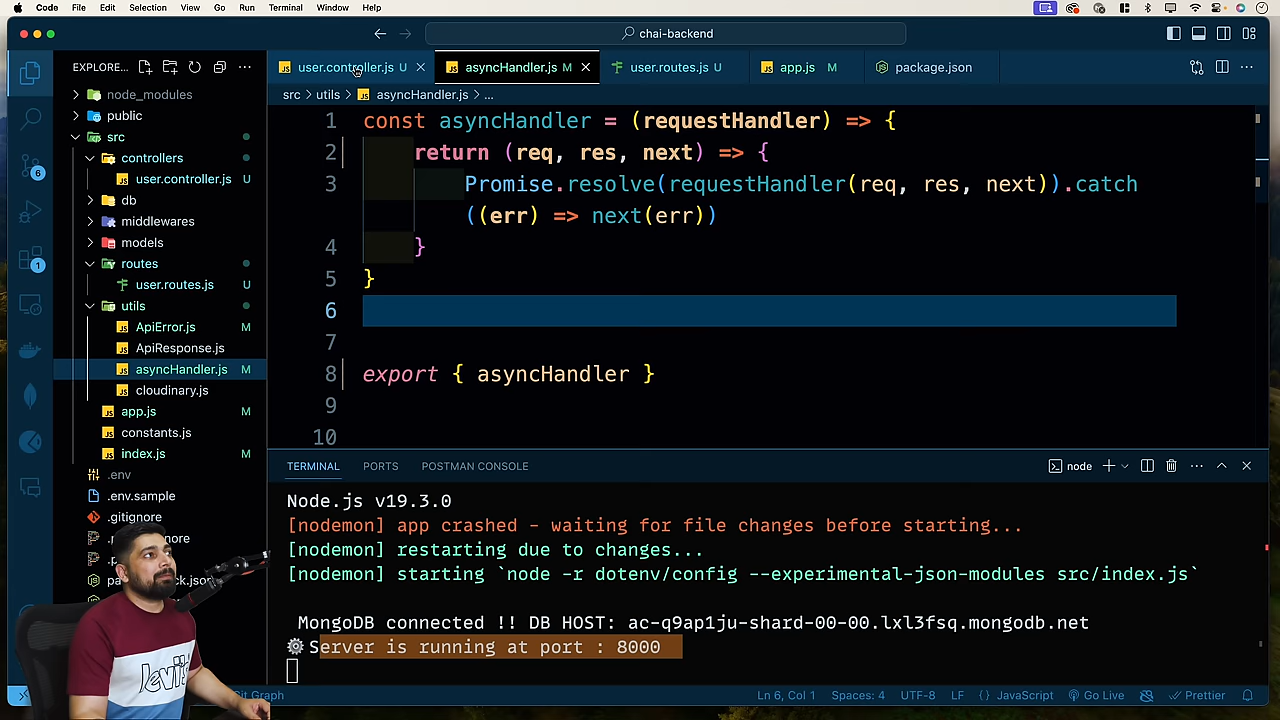 Code File Edit Selection View Go Run Terminal Window Help
chai-backend
EXPLORE...
user.controller.js U
asyncHandler.js M
user.routes.js U
app.js M
package.json
src > utils > asyncHandler.js > ...
node_modules
public
src
controllers
user.controller.js U
db
middlewares
models
routes
user.routes.js U
utils
ApiError.js M
ApiResponse.js
asyncHandler.js M
cloudinary.js
app.js M
constants.js
index.js M
.env
.env.sample
.gitignore
6
1
1 const asyncHandler = (requestHandler) => {
2 return (req, res, next) => {
3 Promise.resolve(requestHandler(req, res, next)).catch
((err) => next(err))
4 }
5 }
6
7
8 export { asyncHandler }
9
10
TERMINAL PORTS POSTMAN CONSOLE
node
Node.js v19.3.0
[nodemon] app crashed - waiting for file changes before starting...
[nodemon] restarting due to changes...
[nodemon] starting `node -r dotenv/config --experimental-json-modules src/index.js`
MongoDB connected !! DB HOST: ac-q9ap1ju-shard-00-00.lxl3fsq.mongodb.net
Server is running at port : 8000
Git Graph
Ln 6, Col 1 Spaces: 4 UTF-8 LF {} JavaScript Go Live Prettier